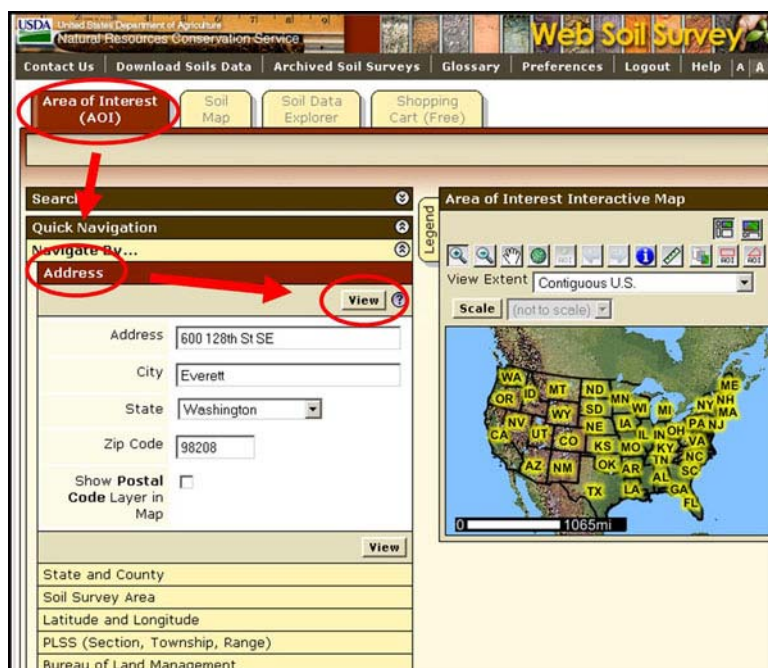 USDA United States Department of Agriculture
Natural Resources Conservation Service
Web Soil Survey
Contact Us | Download Soils Data | Archived Soil Surveys | Glossary | Preferences | Logout | Help | A A
Area of Interest (AOI)
Soil Map
Soil Data Explorer
Shopping Cart (Free)
Search
Quick Navigation
Navigate By...
Address
View
Address 600 128th St SE
City Everett
State Washington
Zip Code 98208
Show Postal Code Layer in Map
View
State and County
Soil Survey Area
Latitude and Longitude
PLSS (Section, Township, Range)
Bureau of Land Management
Legend
Area of Interest Interactive Map
AOI AOI
View Extent Contiguous U.S.
Scale (not to scale)
WA MT ND MN ME
OR ID WY SD WI MI NY NH MA
NV UT NE IA IL IN OH PA NJ
CA CO KS MO KY VA
AZ NM OK AR TN NC
TX LA AL GA SC
FL
0 1065mi